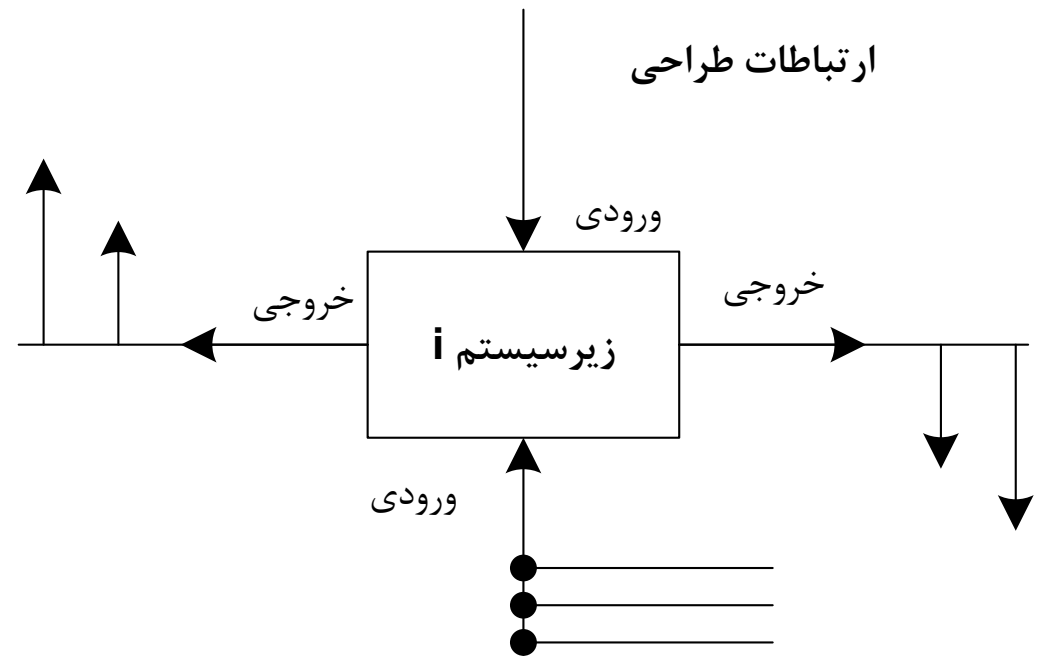 ارتباطات طراحی
ورودی
خروجی
خروجی
زیرسیستم i
ورودی